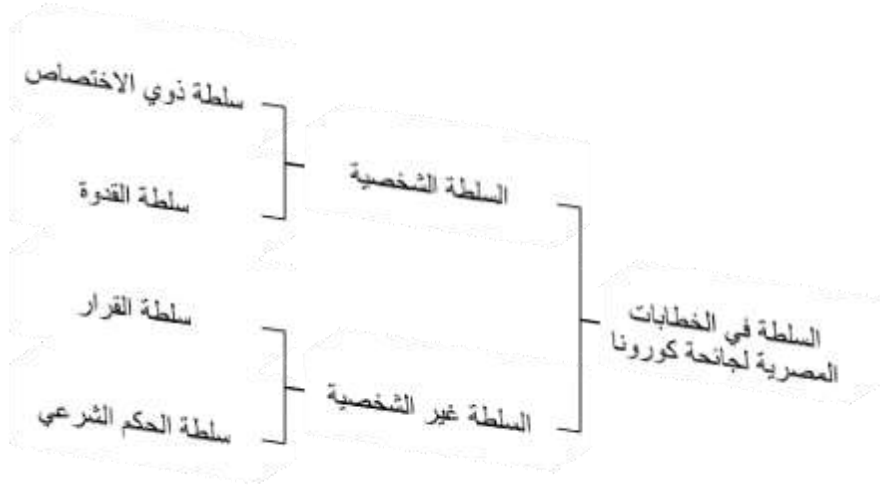 السلطة في الخطابات
المصرية لجائحة كورونا
السلطة الشخصية
سلطة ذوي الاختصاص
سلطة القدوة
السلطة غير الشخصية
سلطة القرار
سلطة الحكم الشرعي